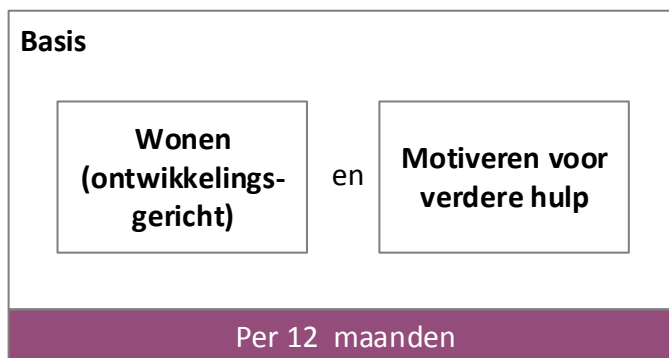 Basis
Wonen
(ontwikkelings-
gericht)
en
Motiveren voor
verdere hulp
Per 12 maanden